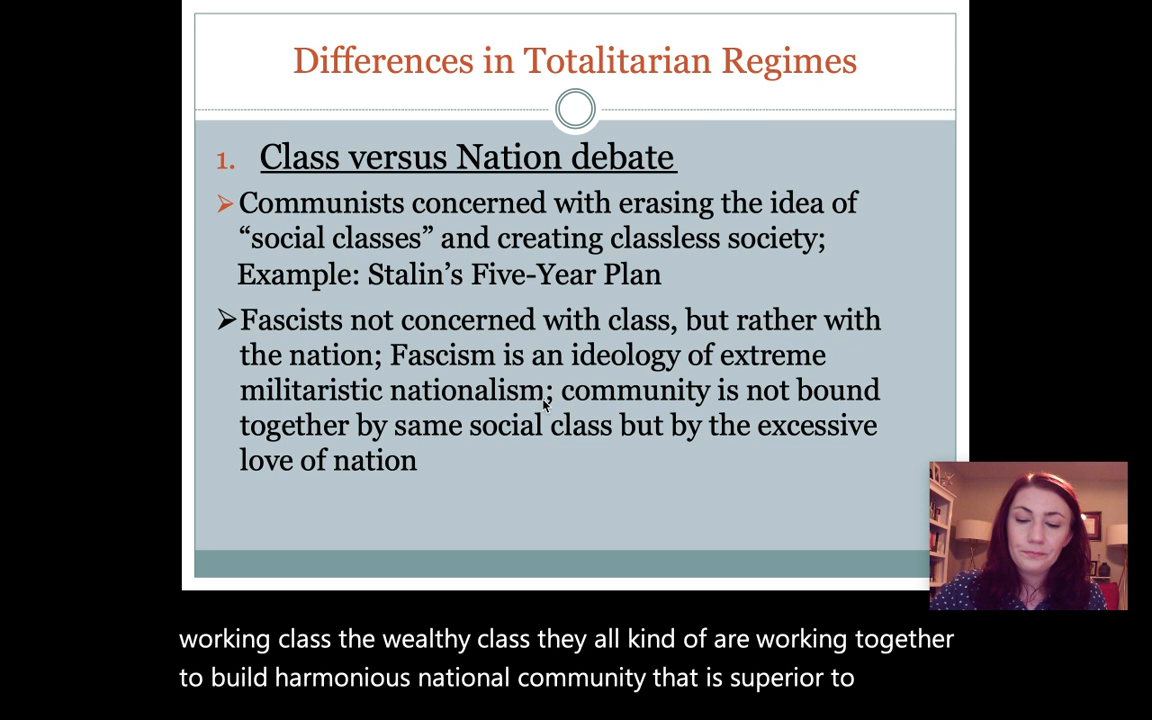 Differences in Totalitarian Regimes
1. Class versus Nation debate
➢Communists concerned with erasing the idea of
“social classes” and creating classless society;
Example: Stalin’s Five-Year Plan
➢Fascists not concerned with class, but rather with
the nation; Fascism is an ideology of extreme
militaristic nationalism; community is not bound
together by same social class but by the excessive
love of nation
working class the wealthy class they all kind of are working together
to build harmonious national community that is superior to